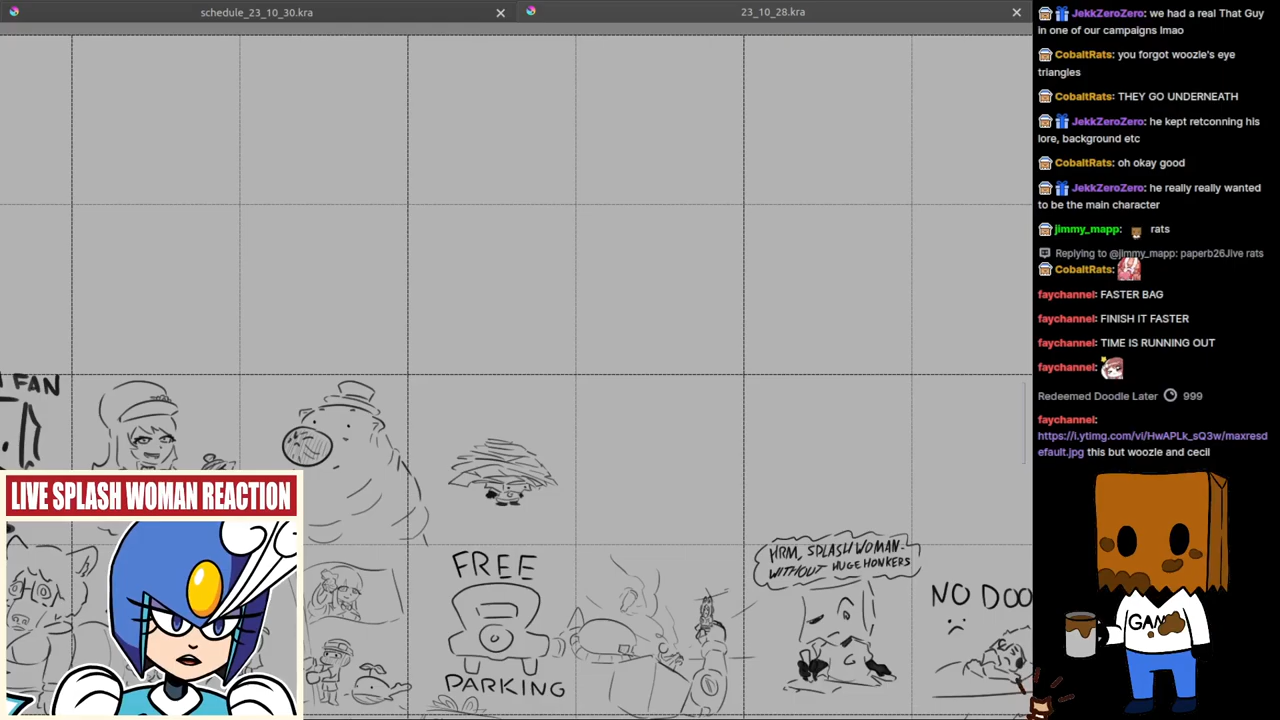 schedule_23_10_30.kra
23_10_28.kra
FAN
LIVE SPLASH WOMAN REACTION
FREE
PARKING
HRM, SPLASH WOMAN-
WITHOUT HUGE HONKERS
NO DOO
JekkZeroZero: we had a real That Guy
in one of our campaigns lmao
CobaltRats: you forgot woozle's eye
triangles
CobaltRats: THEY GO UNDERNEATH
JekkZeroZero: he kept retconning his
lore, background etc
CobaltRats: oh okay good
JekkZeroZero: he really really wanted
to be the main character
jimmy_mapp: rats
Replying to @jimmy_mapp: paperb26Jive rats
CobaltRats:
faychannel: FASTER BAG
faychannel: FINISH IT FASTER
faychannel: TIME IS RUNNING OUT
faychannel:
Redeemed Doodle Later 999
faychannel:
https://i.ytimg.com/vi/HwAPLk_sQ3w/maxresd
efault.jpg this but woozle and cecil